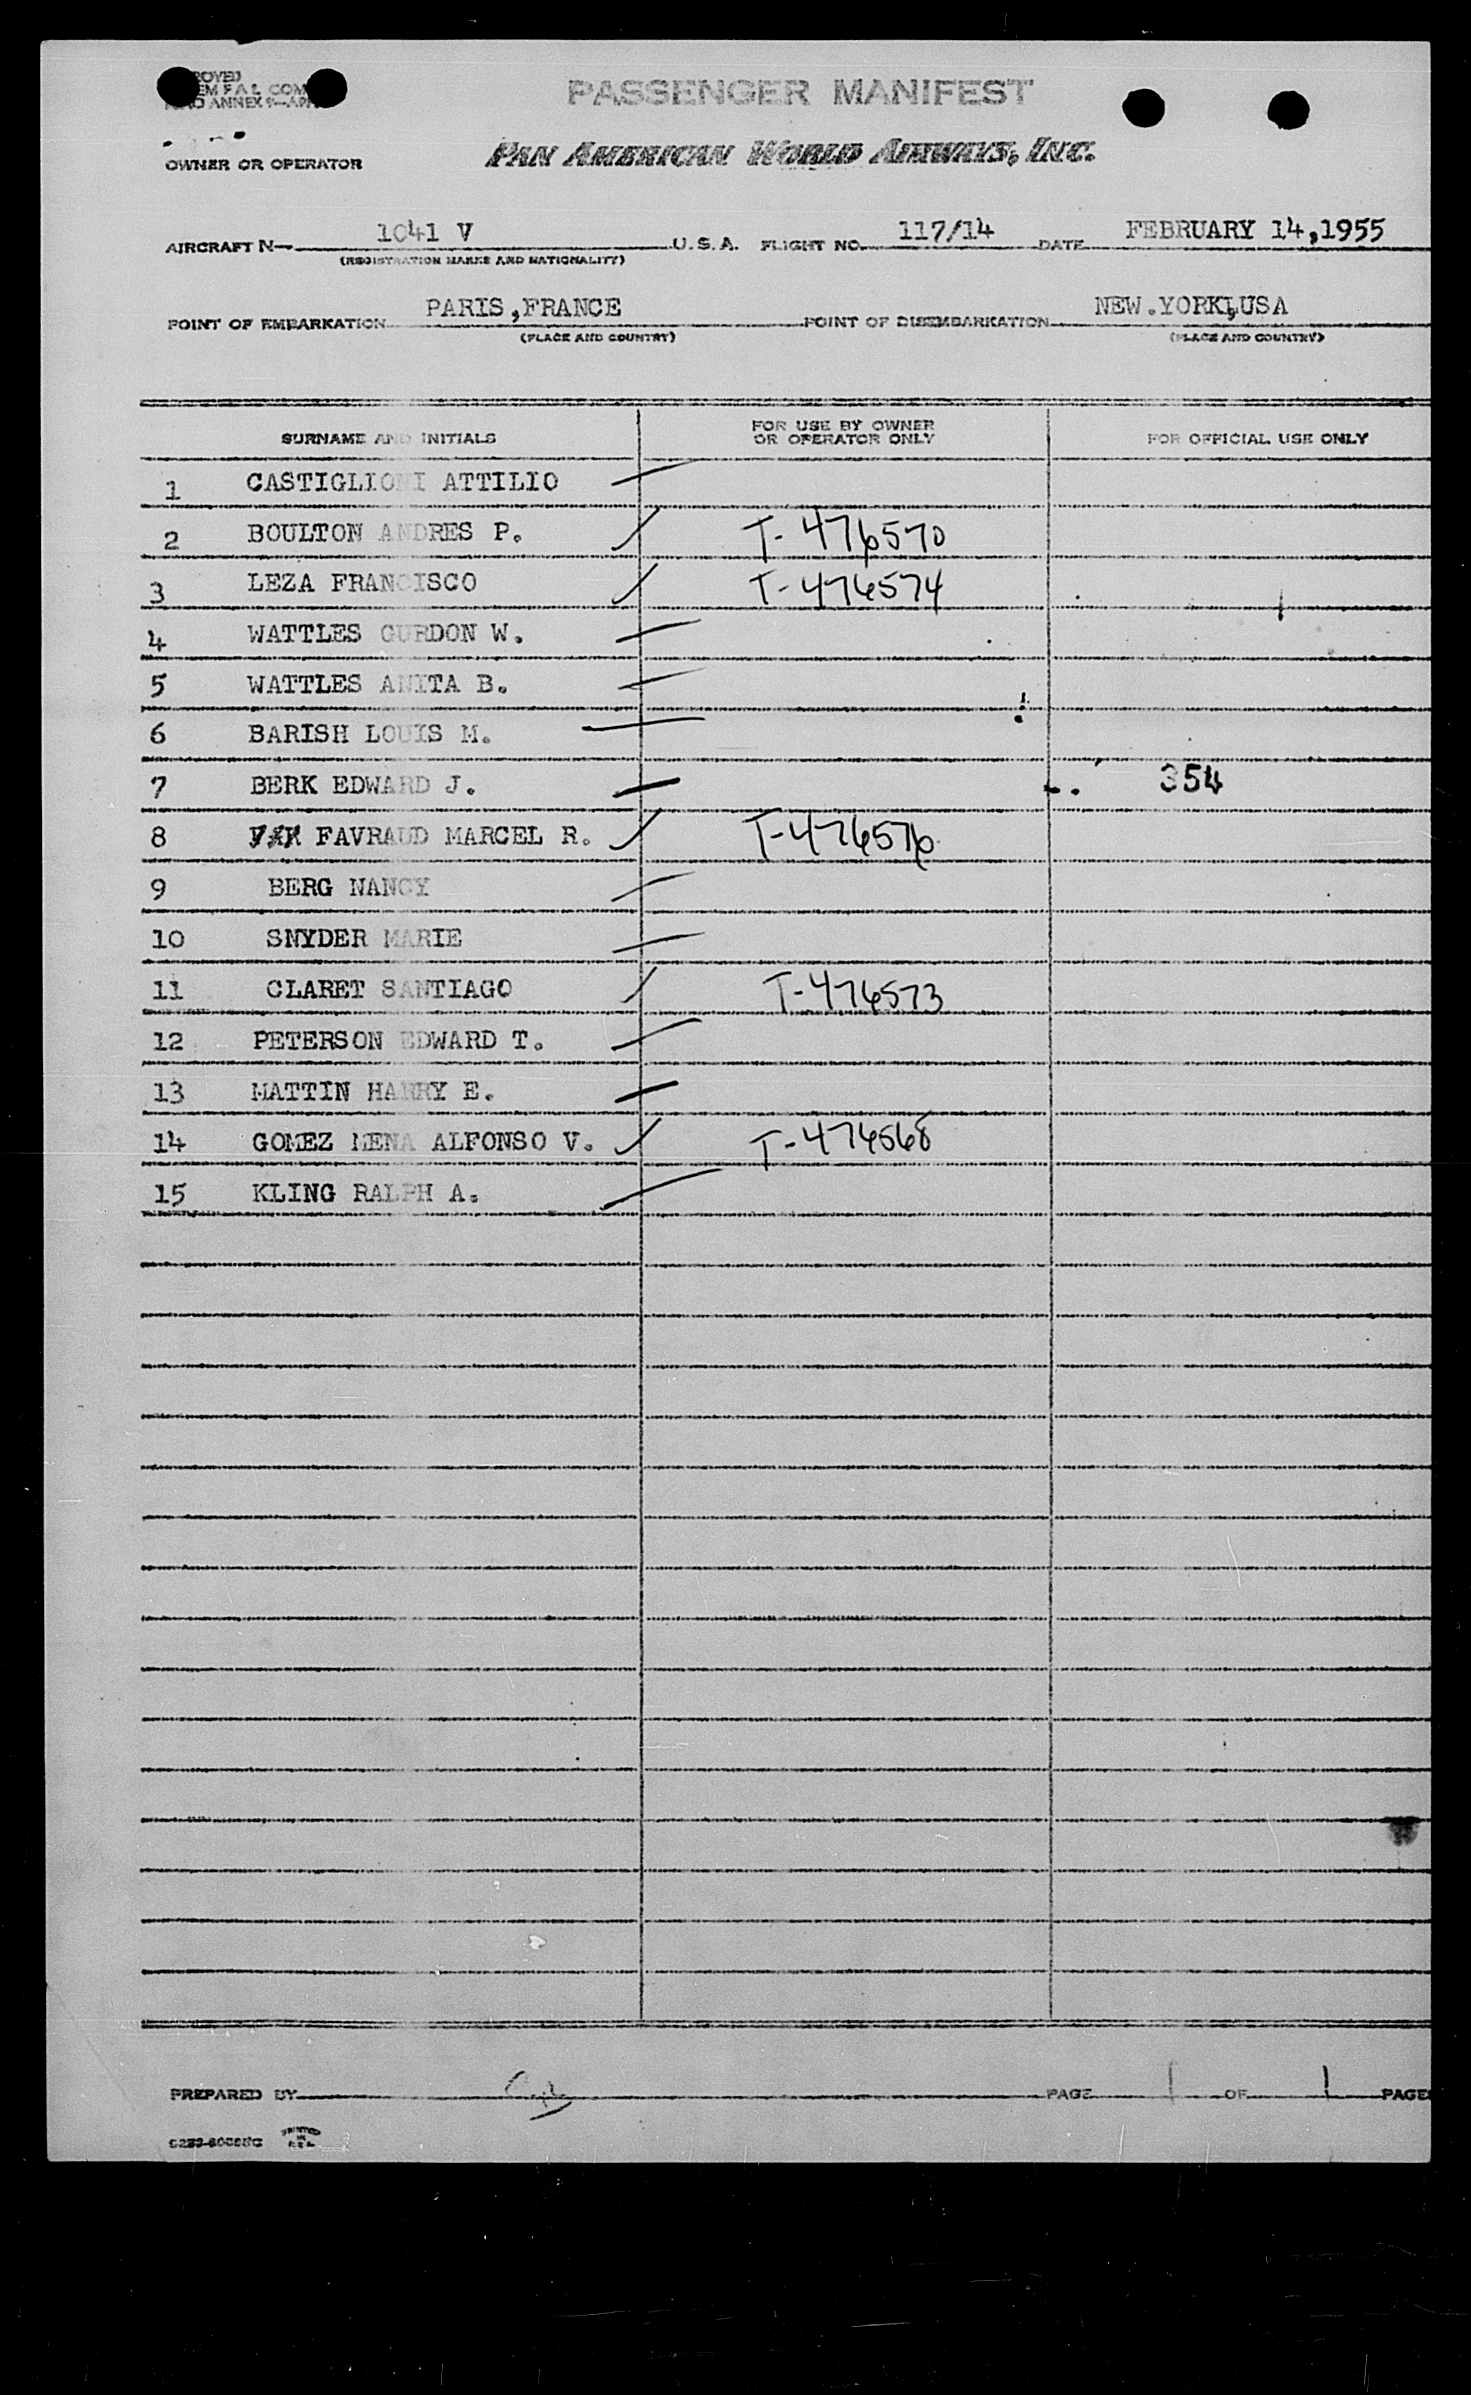 PASSENGER MANIFEST
OWNER OR OPERATOR PAN AMERICAN WORLD AIRWAYS, INC.
AIRCRAFT N— 1041 V U.S.A. FLIGHT NO. 117/14 DATE FEBRUARY 14,1955
(REGISTRATION MARKS AND NATIONALITY)
POINT OF EMBARKATION PARIS,FRANCE POINT OF DISEMBARKATION NEW.YORK,USA
(PLACE AND COUNTRY) (PLACE AND COUNTRY)
SURNAME AND INITIALS FOR USE BY OWNER OR OPERATOR ONLY FOR OFFICIAL USE ONLY
1 CASTIGLIONI ATTILIO
2 BOULTON ANDRES P. T-476570
3 LEZA FRANCISCO T-476574
4 WATTLES GURDON W.
5 WATTLES ANITA B.
6 BARISH LOUIS M.
7 BERK EDWARD J. 354
8 FAVRAUD MARCEL R. T-476576
9 BERG NANCY
10 SNYDER MARIE
11 CLARET SANTIAGO T-476573
12 PETERSON EDWARD T.
13 MATTIN HARRY E.
14 GOMEZ MENA ALFONSO V. T-476568
15 KLING RALPH A.
PREPARED BY PAGE 1 OF 1 PAGES
PRINTED
IN
U.S.A.